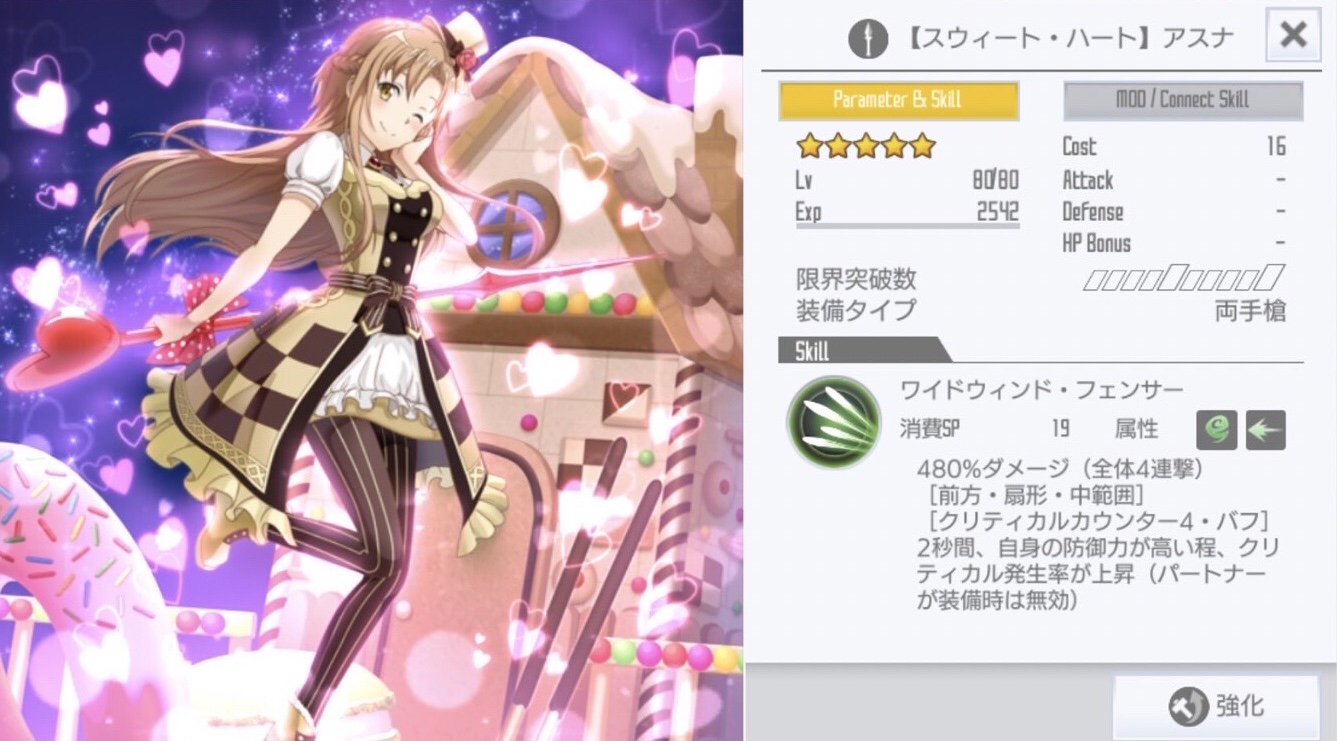 【スウィート・ハート】アスナ
Parameter & Skill
MOD / Connect Skill
Lv 80/80
Exp 2542
Cost 16
Attack -
Defense -
HP Bonus -
限界突破数
装備タイプ 両手槍
Skill
ワイドウィンド・フェンサー
消費SP 19 属性
480%ダメージ（全体4連撃）
［前方・扇形・中範囲］
［クリティカルカウンター4・バフ］
2秒間、自身の防御力が高い程、クリ
ティカル発生率が上昇（パートナー
が装備時は無効）
強化